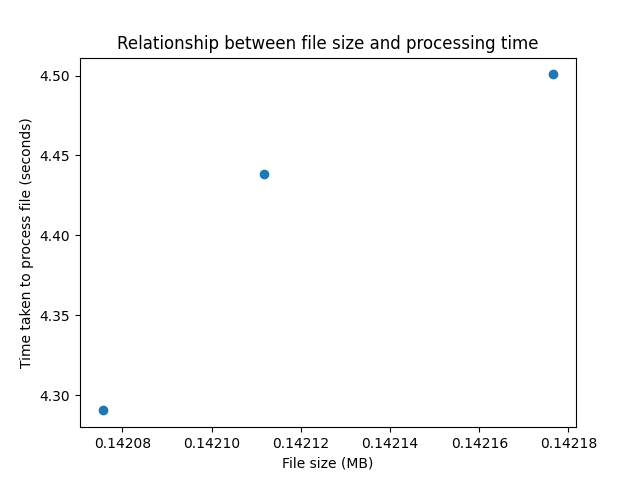 Relationship between file size and processing time
4.50
4.45
4.40
4.35
4.30
Time taken to process file (seconds)
0.14208 0.14210 0.14212 0.14214 0.14216 0.14218
File size (MB)